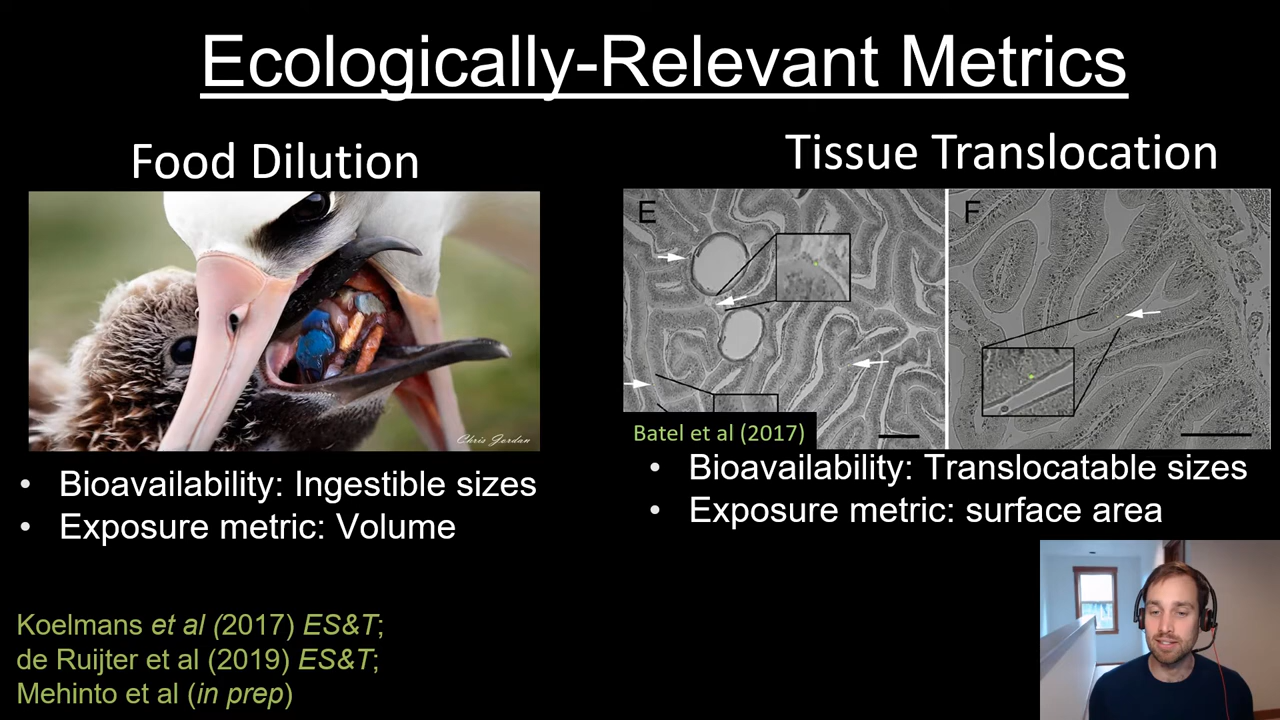 Ecologically-Relevant Metrics
Food Dilution
Chris Jordan
• Bioavailability: Ingestible sizes
• Exposure metric: Volume
Tissue Translocation
E
F
Batel et al (2017)
• Bioavailability: Translocatable sizes
• Exposure metric: surface area
Koelmans et al (2017) ES&T;
de Ruijter et al (2019) ES&T;
Mehinto et al (in prep)